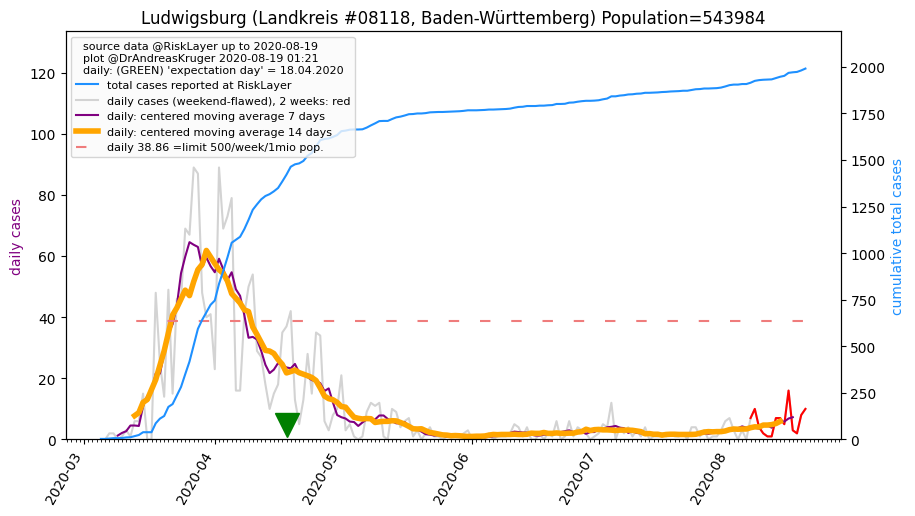 Ludwigsburg (Landkreis #08118, Baden-Württemberg) Population=543984
source data @RiskLayer up to 2020-08-19
plot @DrAndreasKruger 2020-08-19 01:21
daily: (GREEN) 'expectation day' = 18.04.2020
total cases reported at RiskLayer
daily cases (weekend-flawed), 2 weeks: red
daily: centered moving average 7 days
daily: centered moving average 14 days
daily 38.86 =limit 500/week/1mio pop.
daily cases
0
20
40
60
80
100
120
cumulative total cases
0
250
500
750
1000
1250
1500
1750
2000
2020-03
2020-04
2020-05
2020-06
2020-07
2020-08